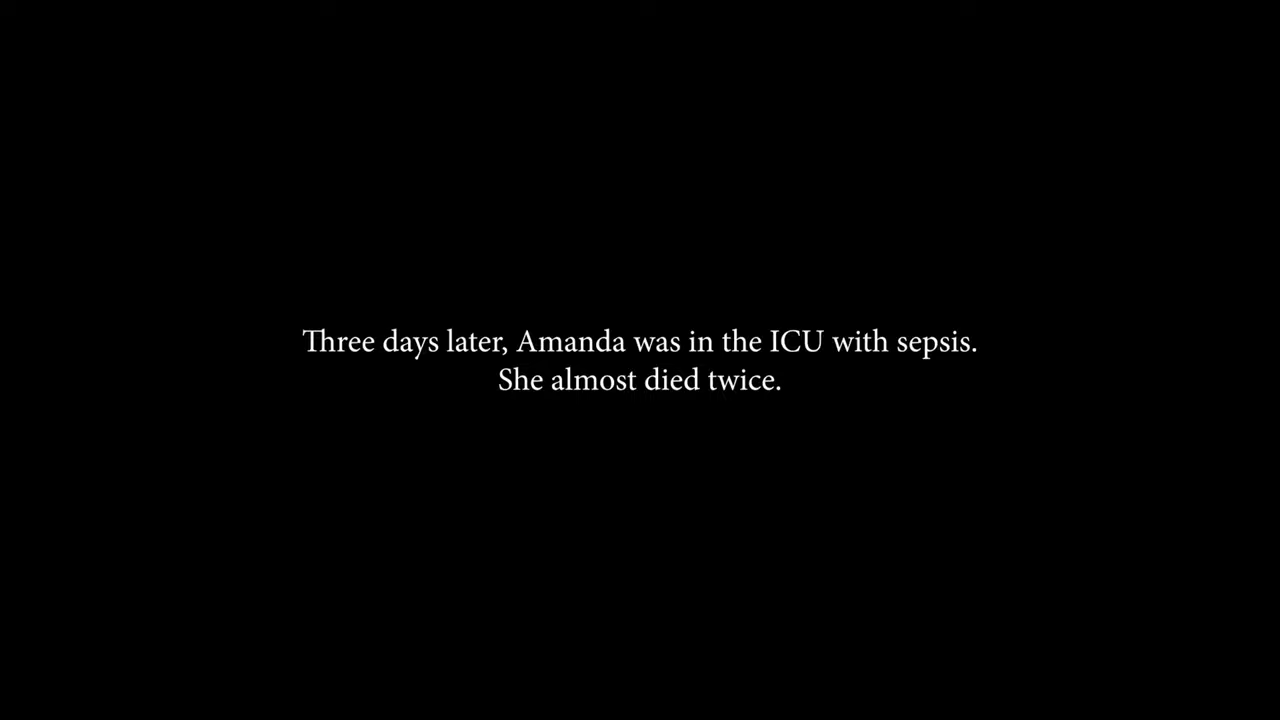 Three days later, Amanda was in the ICU with sepsis.
She almost died twice.